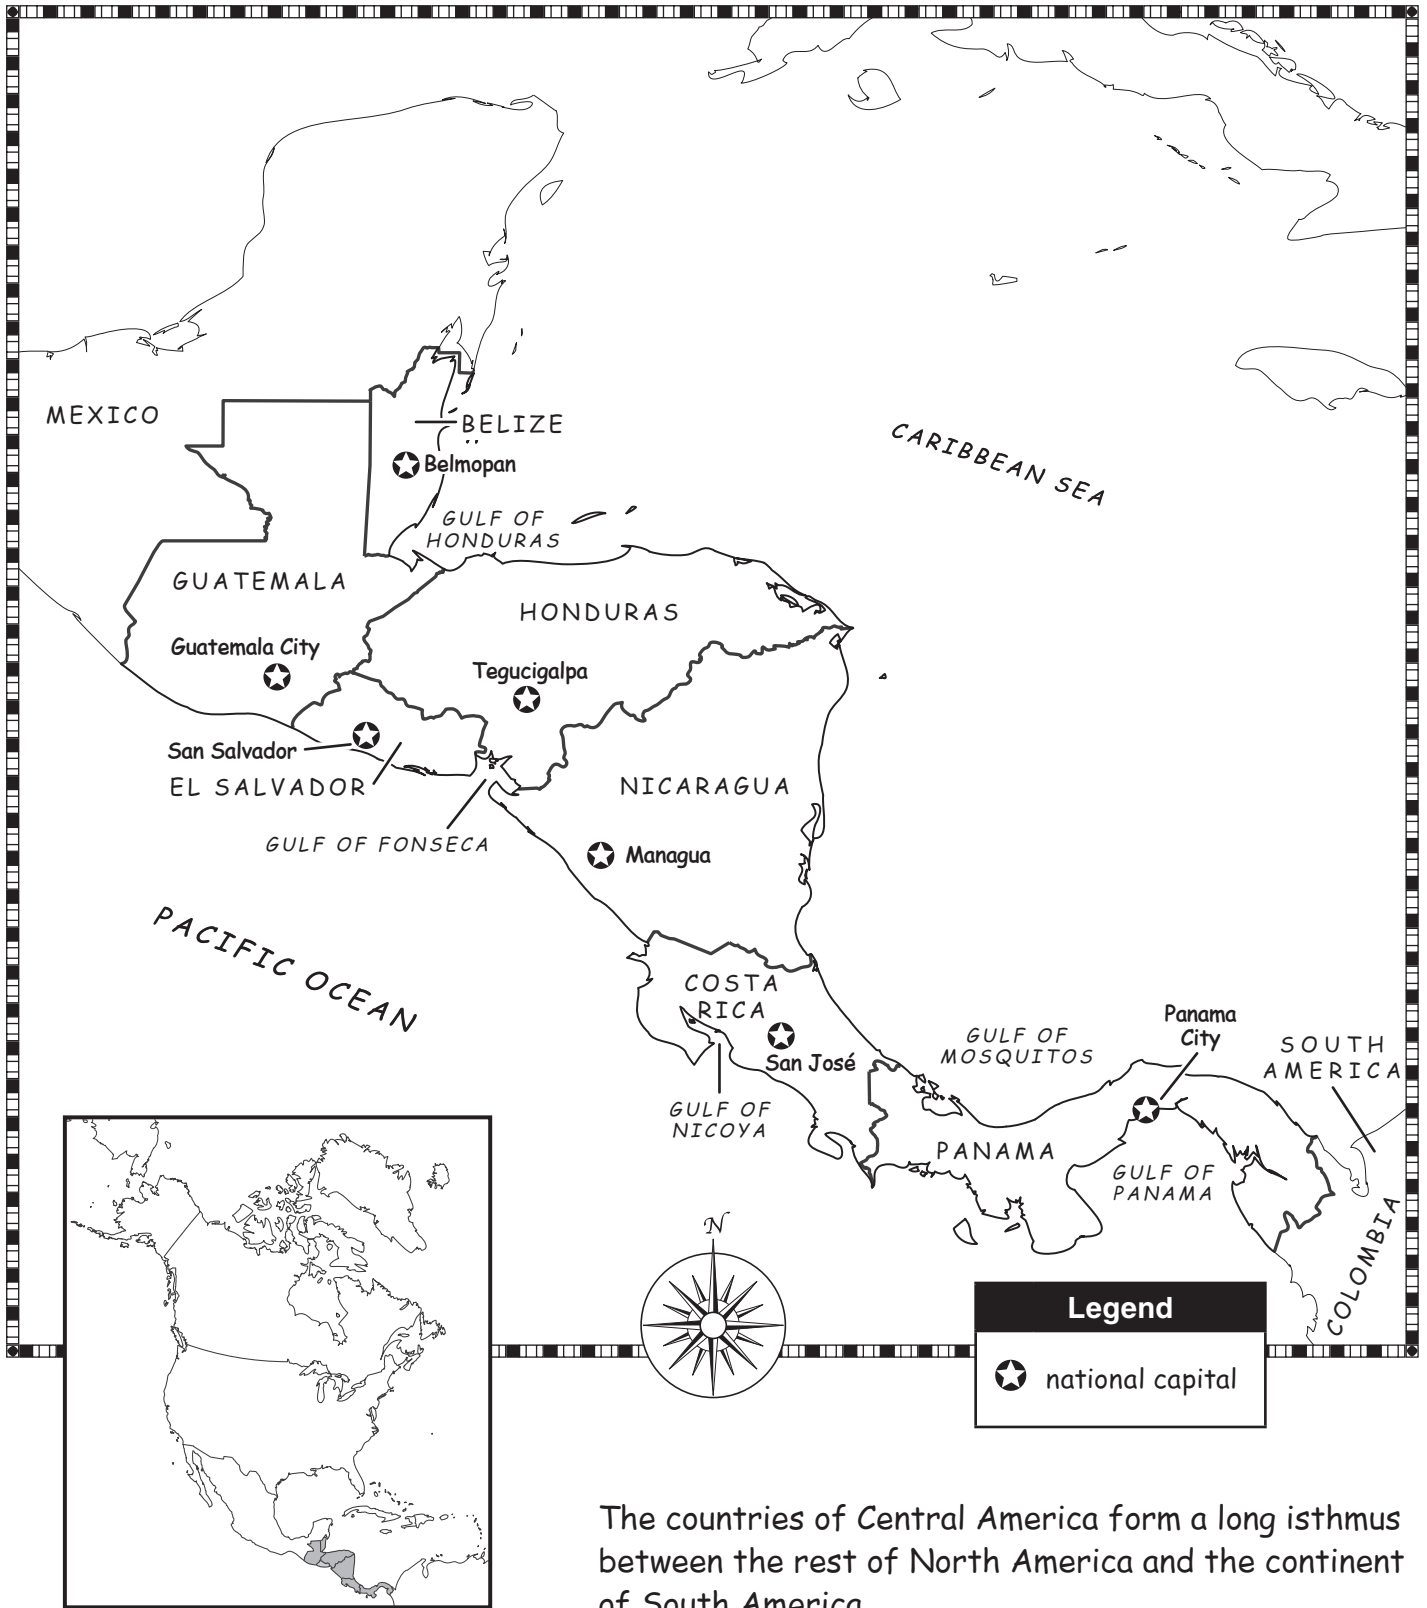 MEXICO
BELIZE
Belmopan
CARIBBEAN SEA
GULF OF
HONDURAS
GUATEMALA
HONDURAS
Guatemala City
Tegucigalpa
San Salvador
EL SALVADOR
NICARAGUA
GULF OF FONSECA
Managua
PACIFIC OCEAN
COSTA
RICA
San José
GULF OF
NICOYA
GULF OF
MOSQUITOS
Panama
City
SOUTH
AMERICA
PANAMA
GULF OF
PANAMA
COLOMBIA
N
Legend
national capital
The countries of Central America form a long isthmus
between the rest of North America and the continent
of South America